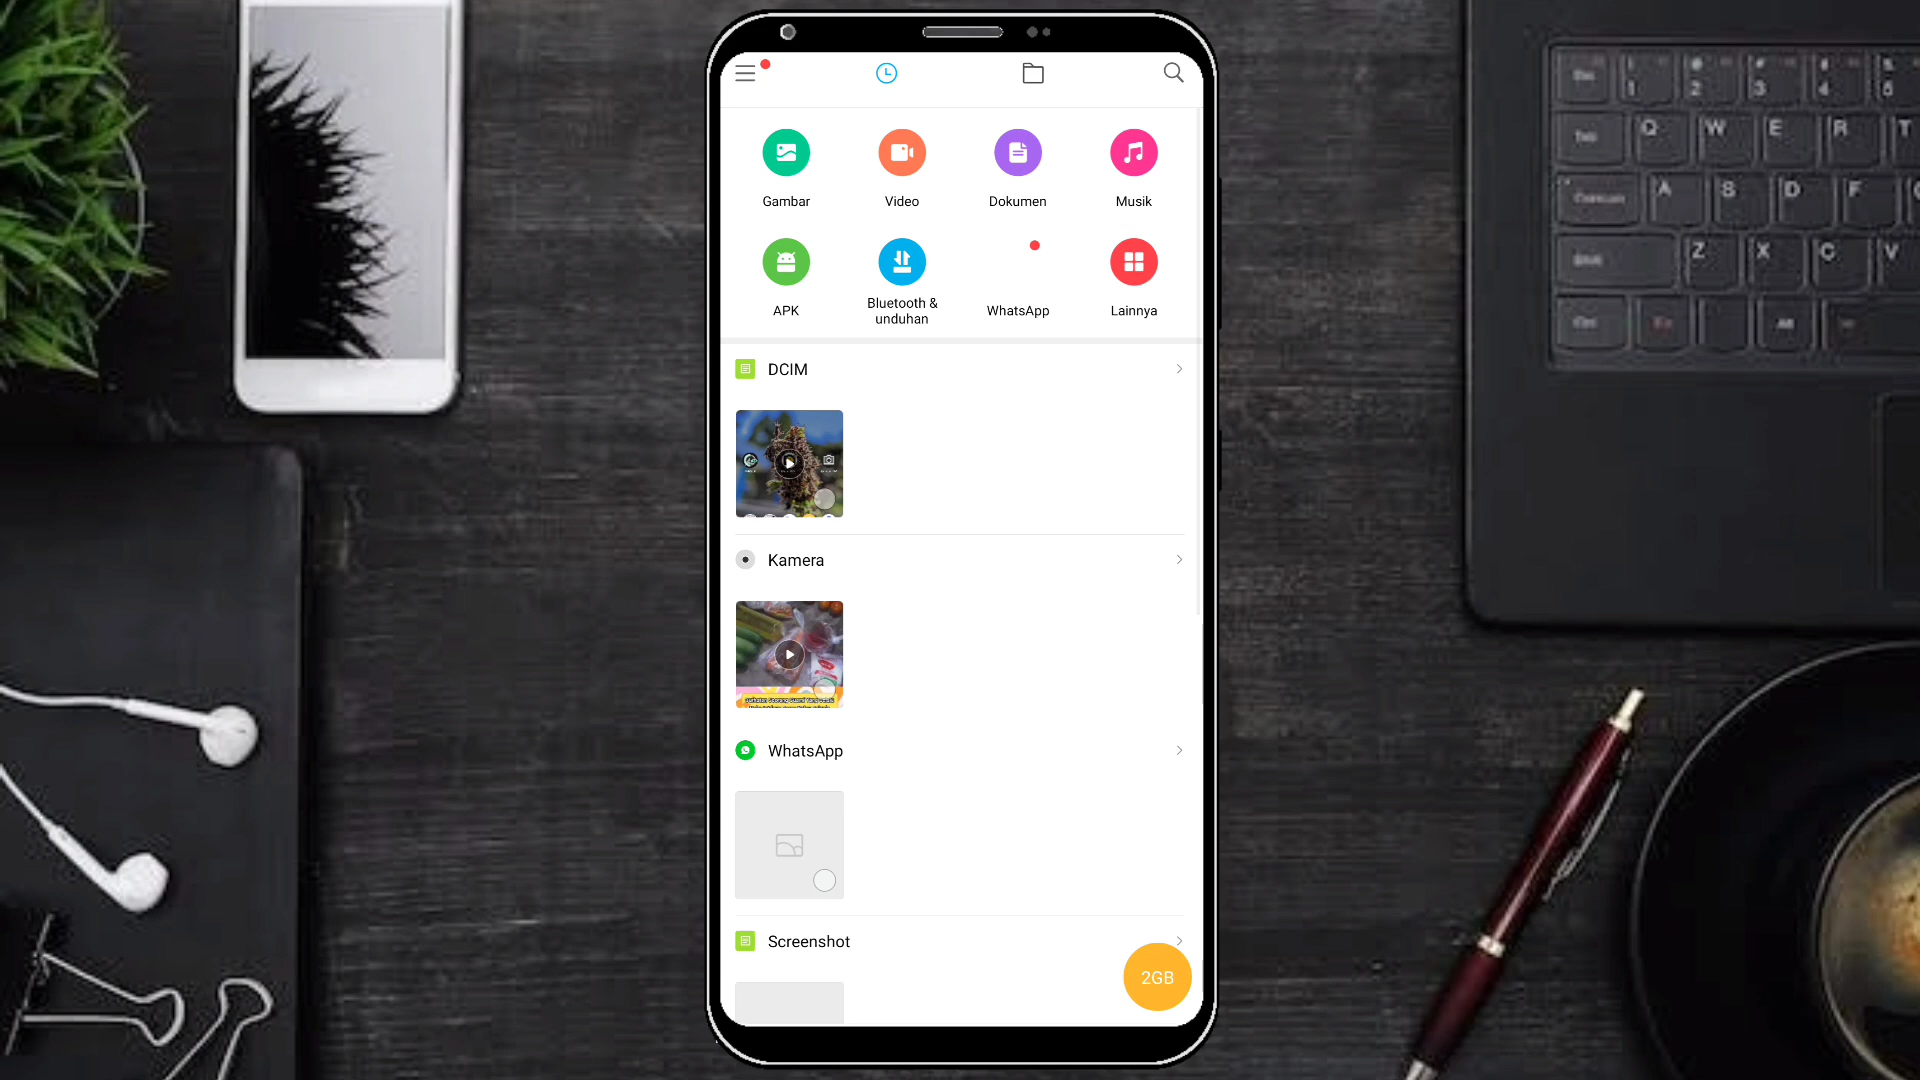 Gambar
Video
Dokumen
Musik
APK
Bluetooth &
unduhan
WhatsApp
Lainnya
DCIM
Kamera
WhatsApp
Screenshot
2GB
Q W E R T
A S D F
Z X C V